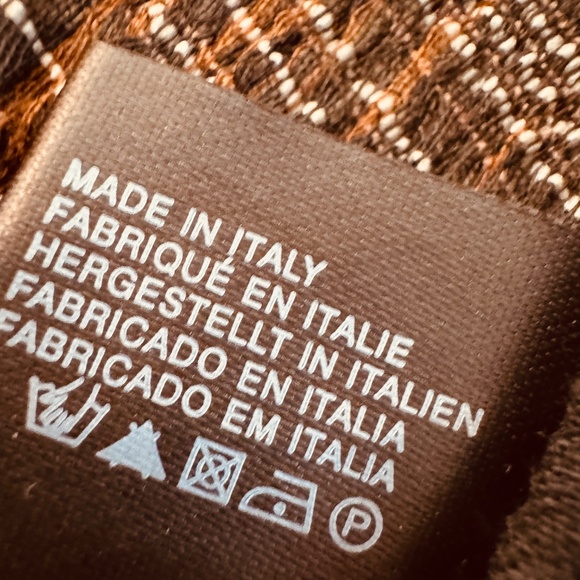 MADE IN ITALY
FABRIQUÉ EN ITALIE
HERGESTELLT IN ITALIEN
FABRICADO EN ITALIA
FABRICADO EM ITALIA
P